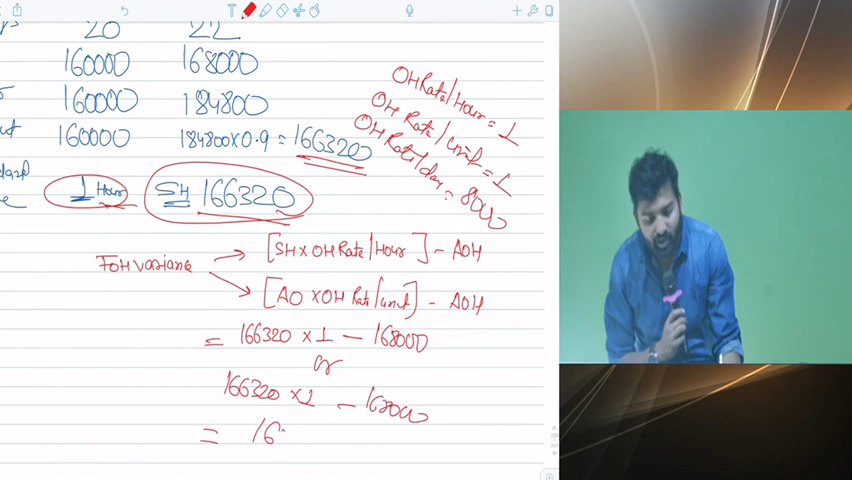 20 22
160000 168000
160000 184800
160000 184800×0.9 = 166320
1 Hour SH 166320
OH Rate/Hour = 1
OH Rate/unit = 1
OH Rate/day = 8000
FOH variance [SH × OH Rate/Hour] - AOH
[AO × OH Rate/unit] - AOH
= 166320 × 1 - 168000
or
166320 × 1 - 168000
= 16